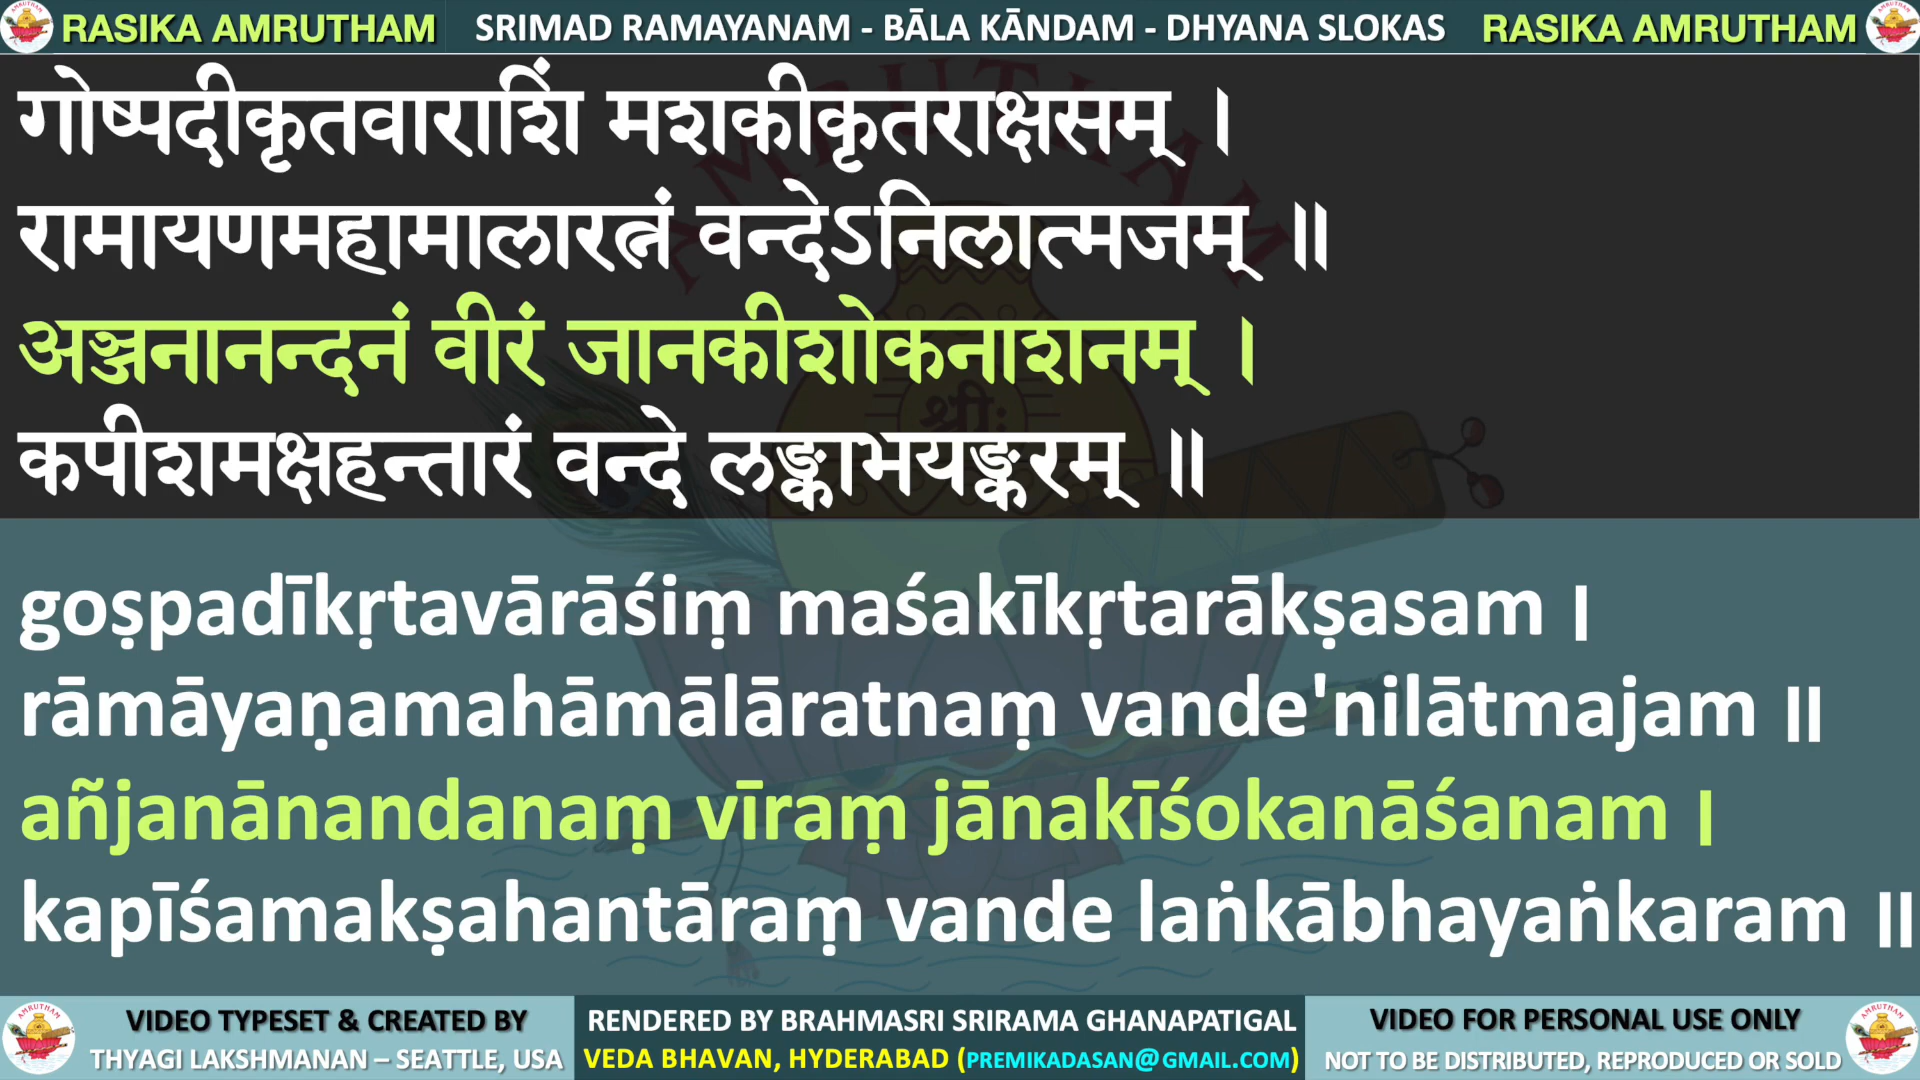 RASIKA AMRUTHAM
SRIMAD RAMAYANAM - BĀLA KĀNDAM - DHYANA SLOKAS
RASIKA AMRUTHAM
गोष्पदीकृतवाराशिं मशकीकृतराक्षसम् ।
रामायणमहामालारत्नं वन्देऽनिलात्मजम् ॥
अञ्जनानन्दनं वीरं जानकीशोकनाशनम् ।
कपीशमक्षहन्तारं वन्दे लङ्काभयङ्करम् ॥
AMRUTHAM
श्रीः
goṣpadīkṛtavārāśiṃ maśakīkṛtarākṣasam ।
rāmāyaṇamahāmālāratnaṃ vande'nilātmajam ॥
añjanānandanaṃ vīraṃ jānakīśokanāśanam ।
kapīśamakṣahantāraṃ vande laṅkābhayaṅkaram ॥
VIDEO TYPESET & CREATED BY
THYAGI LAKSHMANAN – SEATTLE, USA
RENDERED BY BRAHMASRI SRIRAMA GHANAPATIGAL
VEDA BHAVAN, HYDERABAD (PREMIKADASAN@GMAIL.COM)
VIDEO FOR PERSONAL USE ONLY
NOT TO BE DISTRIBUTED, REPRODUCED OR SOLD